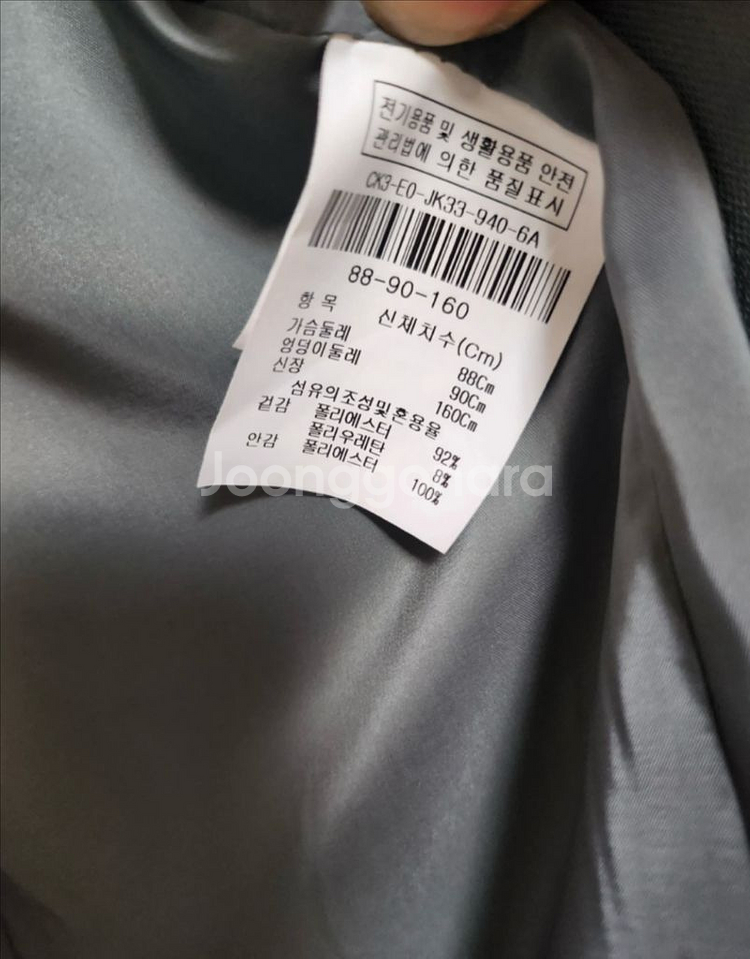 전기용품 및 생활용품 안전
관리법에 의한 품질표시
CK3-E0-JK33-940-6A
88-90-160
항 목 신체치수(Cm)
가슴둘레 88Cm
엉덩이둘레 90Cm
신장 160Cm
섬유의조성및혼용율
겉감 폴리에스터 92%
폴리우레탄 8%
안감 폴리에스터 100%
Joonggonara